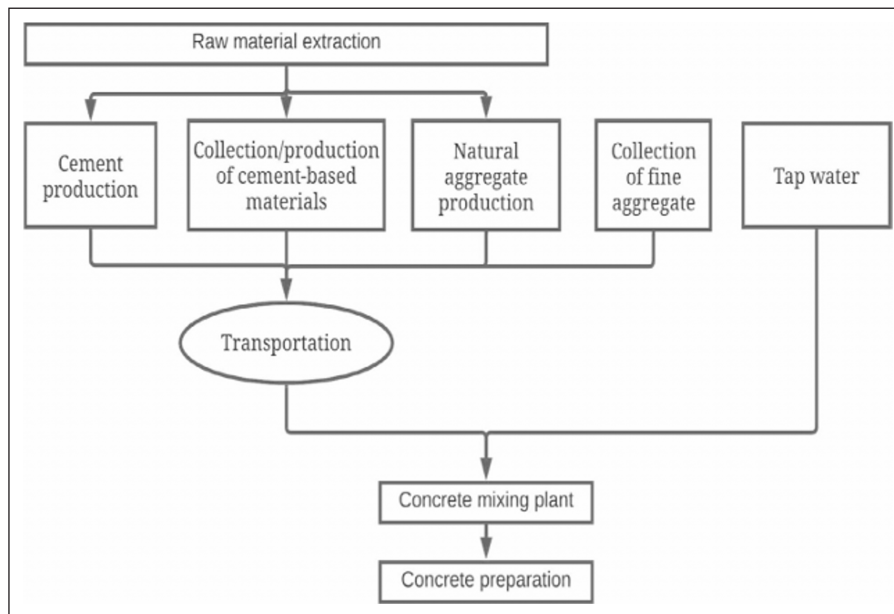 Raw material extraction
Cement
production
Collection/production
of cement-based
materials
Natural
aggregate
production
Collection
of fine
aggregate
Tap water
Transportation
Concrete mixing plant
Concrete preparation